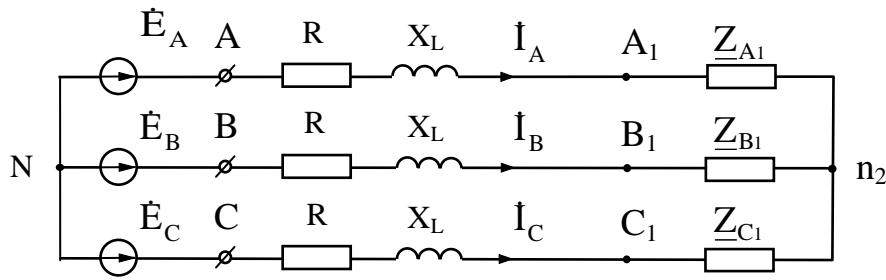 Ė_A A R X_L İ_A A₁ Z_A1
Ė_B B R X_L İ_B B₁ Z_B1
N n₂
Ė_C C R X_L İ_C C₁ Z_C1